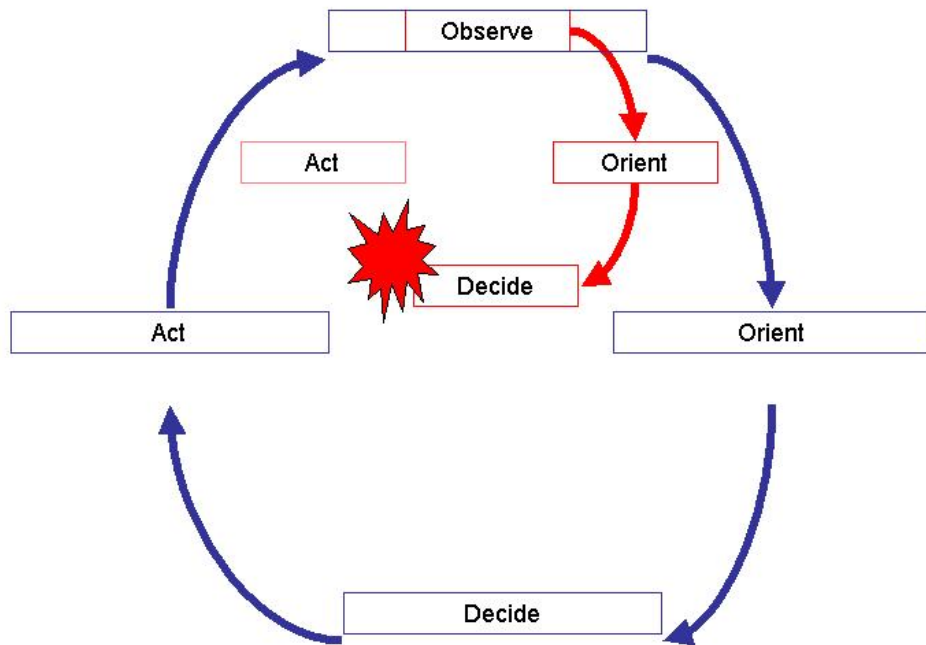 Observe
Act
Orient
Decide
Act
Orient
Decide